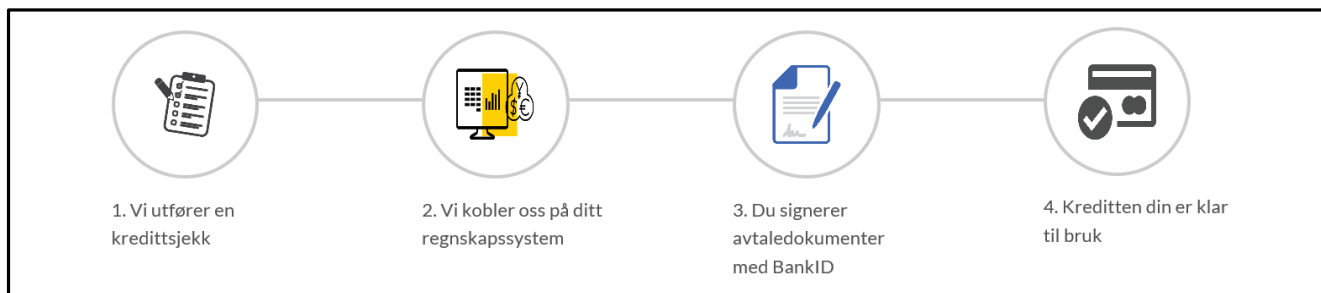 1. Vi utfører en
kredittsjekk
2. Vi kobler oss på ditt
regnskapssystem
3. Du signerer
avtaledokumenter
med BankID
4. Kreditten din er klar
til bruk